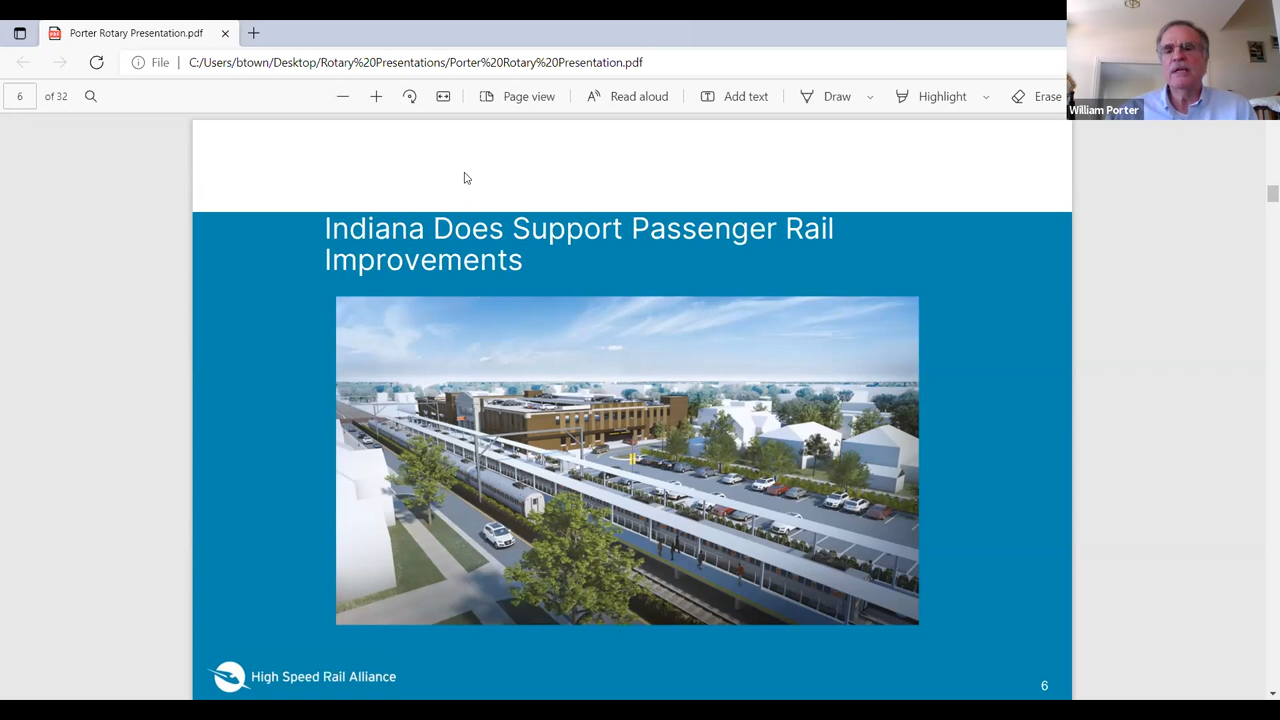 Porter Rotary Presentation.pdf
File
C:/Users/btown/Desktop/Rotary%20Presentations/Porter%20Rotary%20Presentation.pdf
6 of 32
Page view
Read aloud
Add text
Draw
Highlight
Erase
William Porter
Indiana Does Support Passenger Rail
Improvements
High Speed Rail Alliance
6